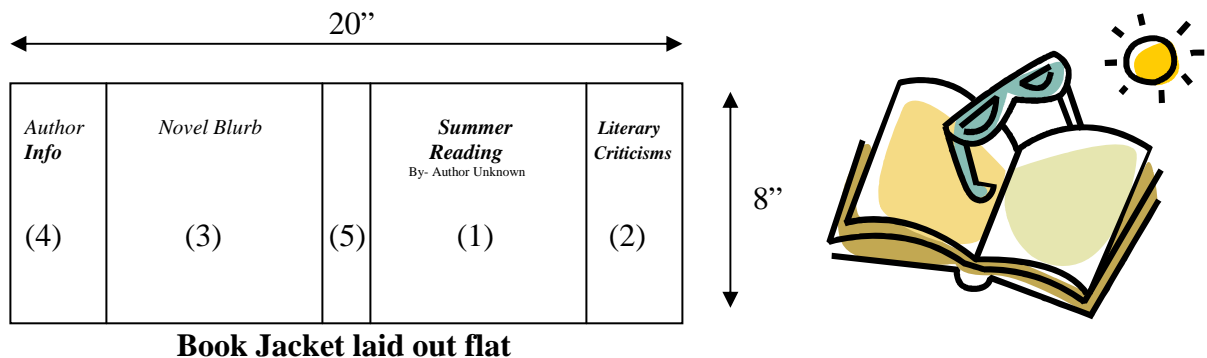 20”
Author
Info
(4)
Novel Blurb
(3)
(5)
Summer
Reading
By- Author Unknown
(1)
Literary
Criticisms
(2)
8”
Book Jacket laid out flat